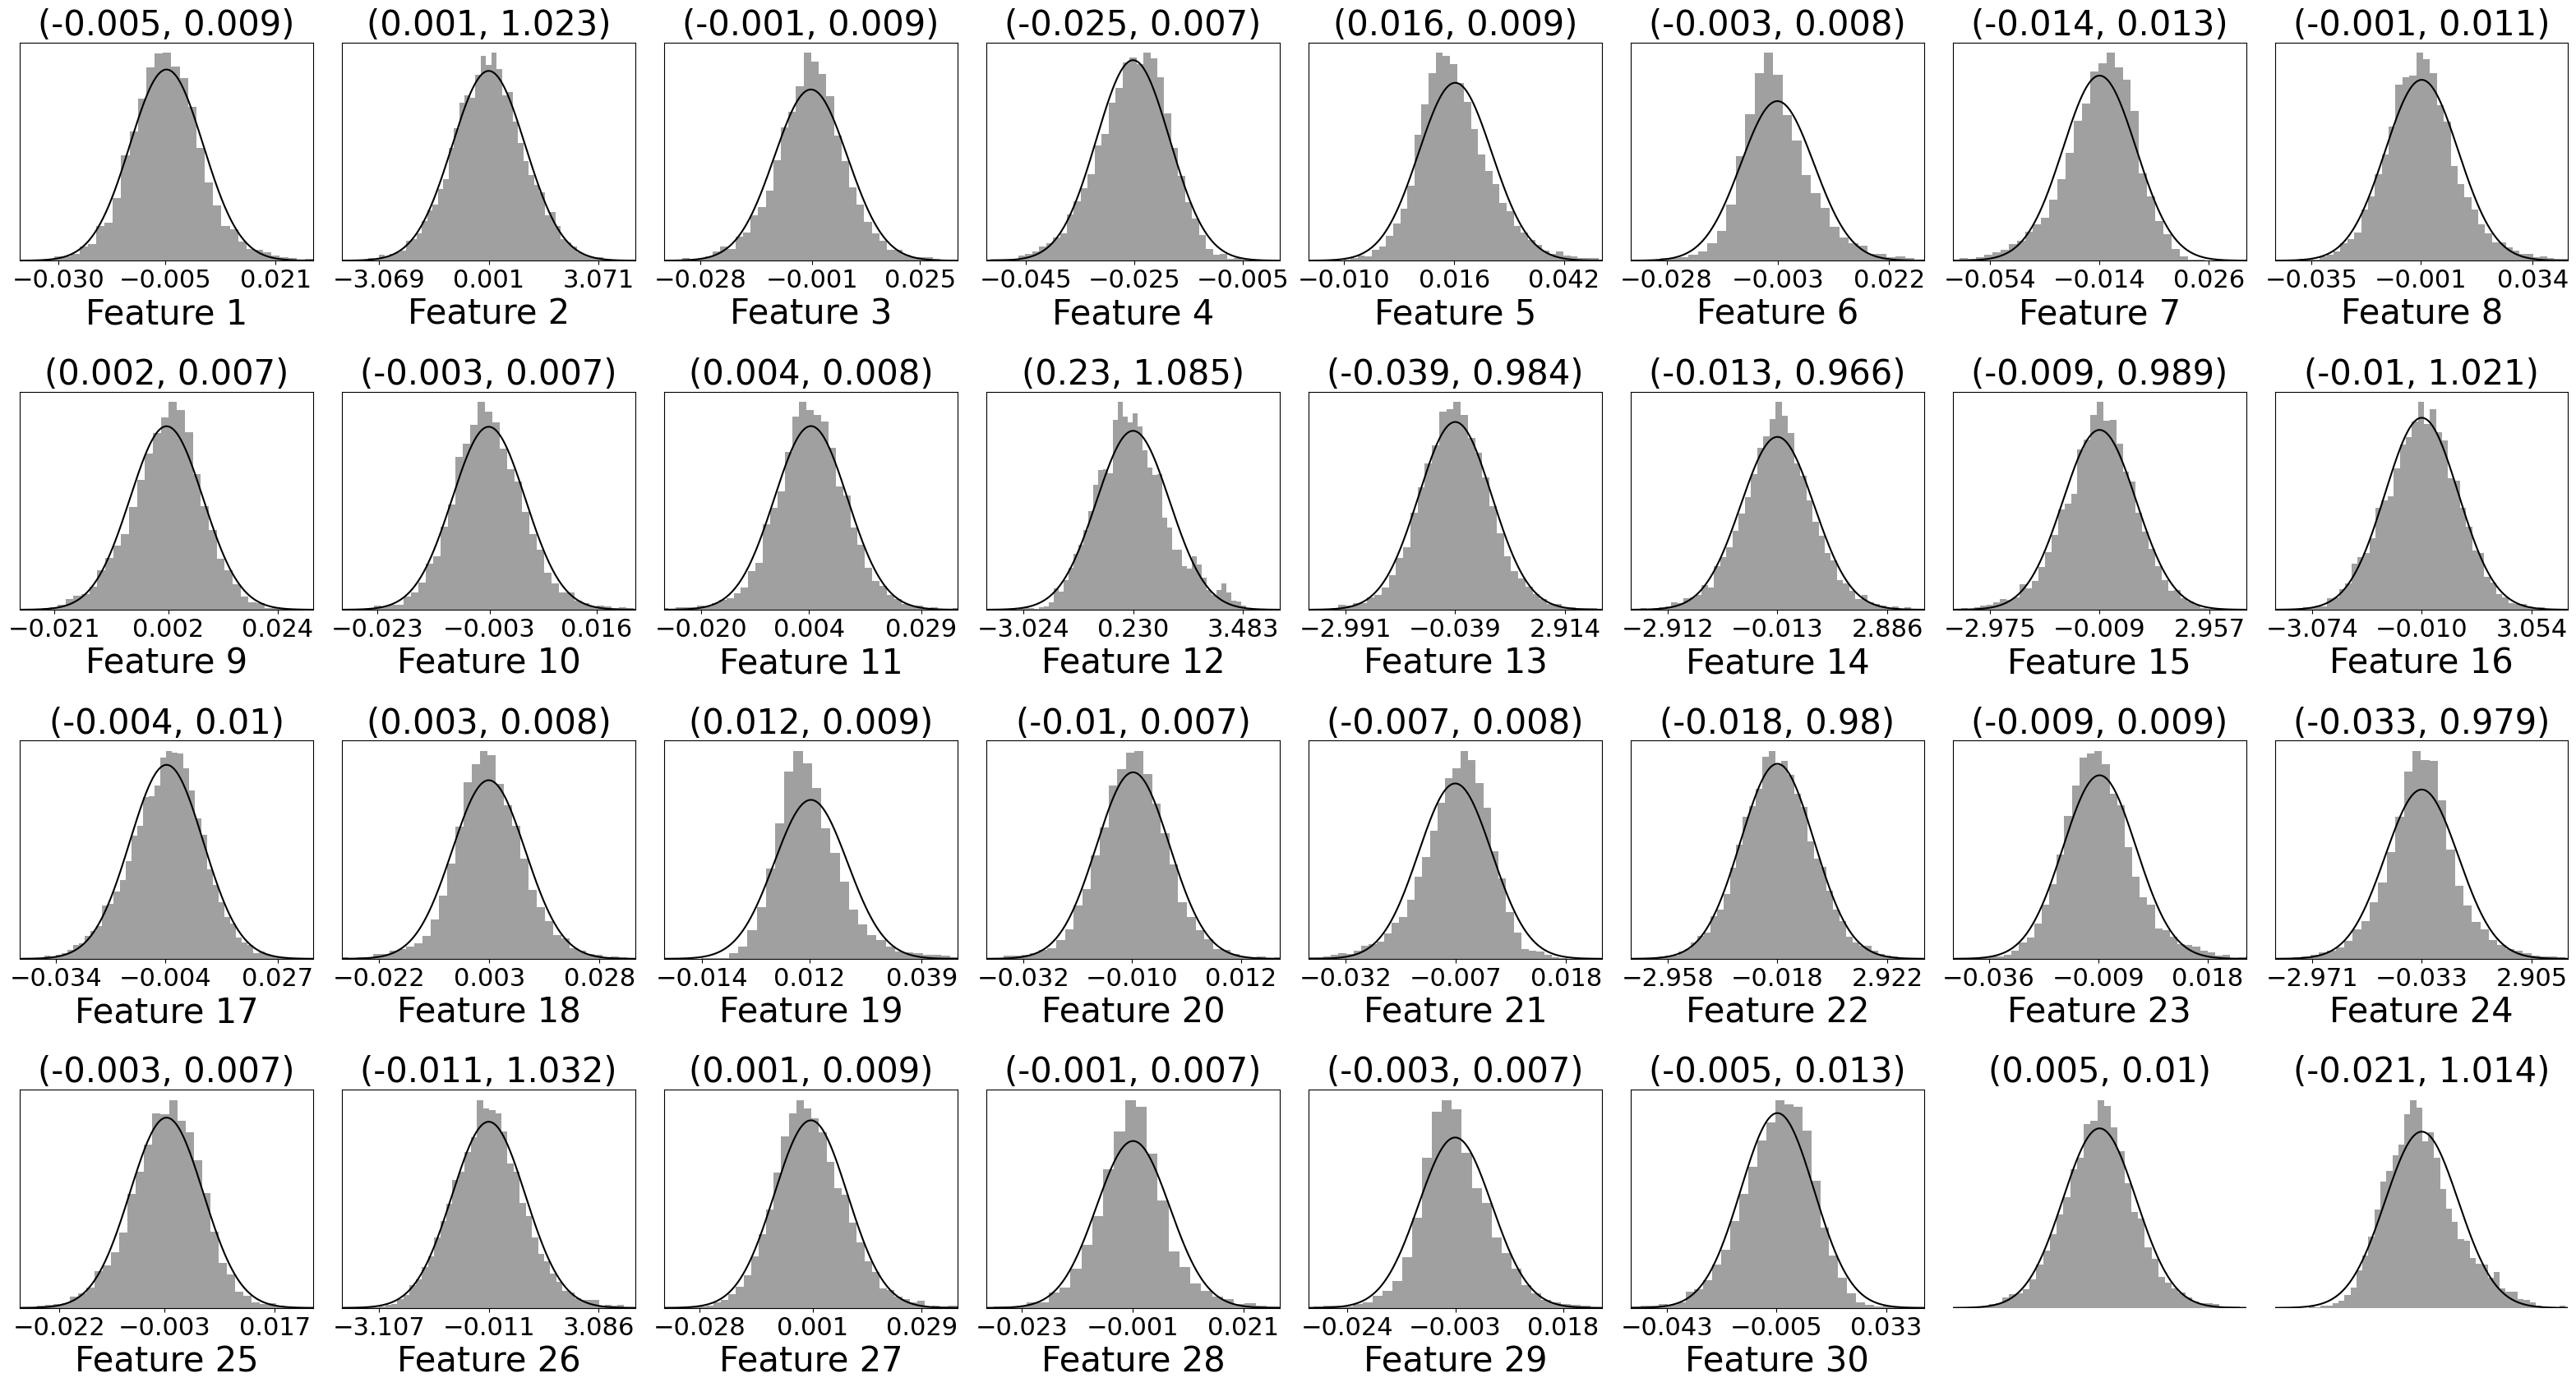 (-0.005, 0.009) (0.001, 1.023) (-0.001, 0.009) (-0.025, 0.007) (0.016, 0.009) (-0.003, 0.008) (-0.014, 0.013) (-0.001, 0.011)
−0.030 −0.005 0.021 −3.069 0.001 3.071 −0.028 −0.001 0.025 −0.045 −0.025 −0.005 −0.010 0.016 0.042 −0.028 −0.003 0.022 −0.054 −0.014 0.026 −0.035 −0.001 0.034
Feature 1 Feature 2 Feature 3 Feature 4 Feature 5 Feature 6 Feature 7 Feature 8
(0.002, 0.007) (-0.003, 0.007) (0.004, 0.008) (0.23, 1.085) (-0.039, 0.984) (-0.013, 0.966) (-0.009, 0.989) (-0.01, 1.021)
−0.021 0.002 0.024 −0.023 −0.003 0.016 −0.020 0.004 0.029 −3.024 0.230 3.483 −2.991 −0.039 2.914 −2.912 −0.013 2.886 −2.975 −0.009 2.957 −3.074 −0.010 3.054
Feature 9 Feature 10 Feature 11 Feature 12 Feature 13 Feature 14 Feature 15 Feature 16
(-0.004, 0.01) (0.003, 0.008) (0.012, 0.009) (-0.01, 0.007) (-0.007, 0.008) (-0.018, 0.98) (-0.009, 0.009) (-0.033, 0.979)
−0.034 −0.004 0.027 −0.022 0.003 0.028 −0.014 0.012 0.039 −0.032 −0.010 0.012 −0.032 −0.007 0.018 −2.958 −0.018 2.922 −0.036 −0.009 0.018 −2.971 −0.033 2.905
Feature 17 Feature 18 Feature 19 Feature 20 Feature 21 Feature 22 Feature 23 Feature 24
(-0.003, 0.007) (-0.011, 1.032) (0.001, 0.009) (-0.001, 0.007) (-0.003, 0.007) (-0.005, 0.013) (0.005, 0.01) (-0.021, 1.014)
−0.022 −0.003 0.017 −3.107 −0.011 3.086 −0.028 0.001 0.029 −0.023 −0.001 0.021 −0.024 −0.003 0.018 −0.043 −0.005 0.033
Feature 25 Feature 26 Feature 27 Feature 28 Feature 29 Feature 30